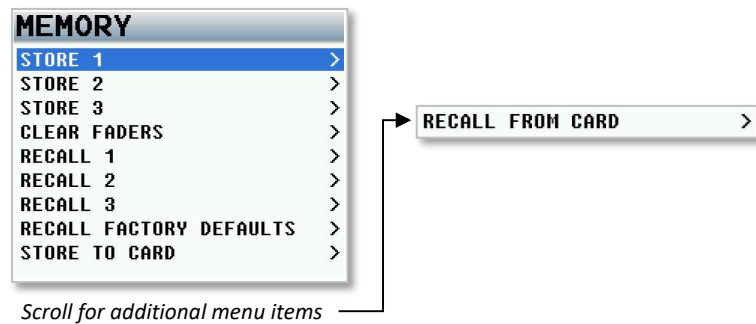 MEMORY
STORE 1 >
STORE 2 >
STORE 3 >
CLEAR FADERS >
RECALL 1 >
RECALL 2 >
RECALL 3 >
RECALL FACTORY DEFAULTS >
STORE TO CARD >
RECALL FROM CARD >
Scroll for additional menu items